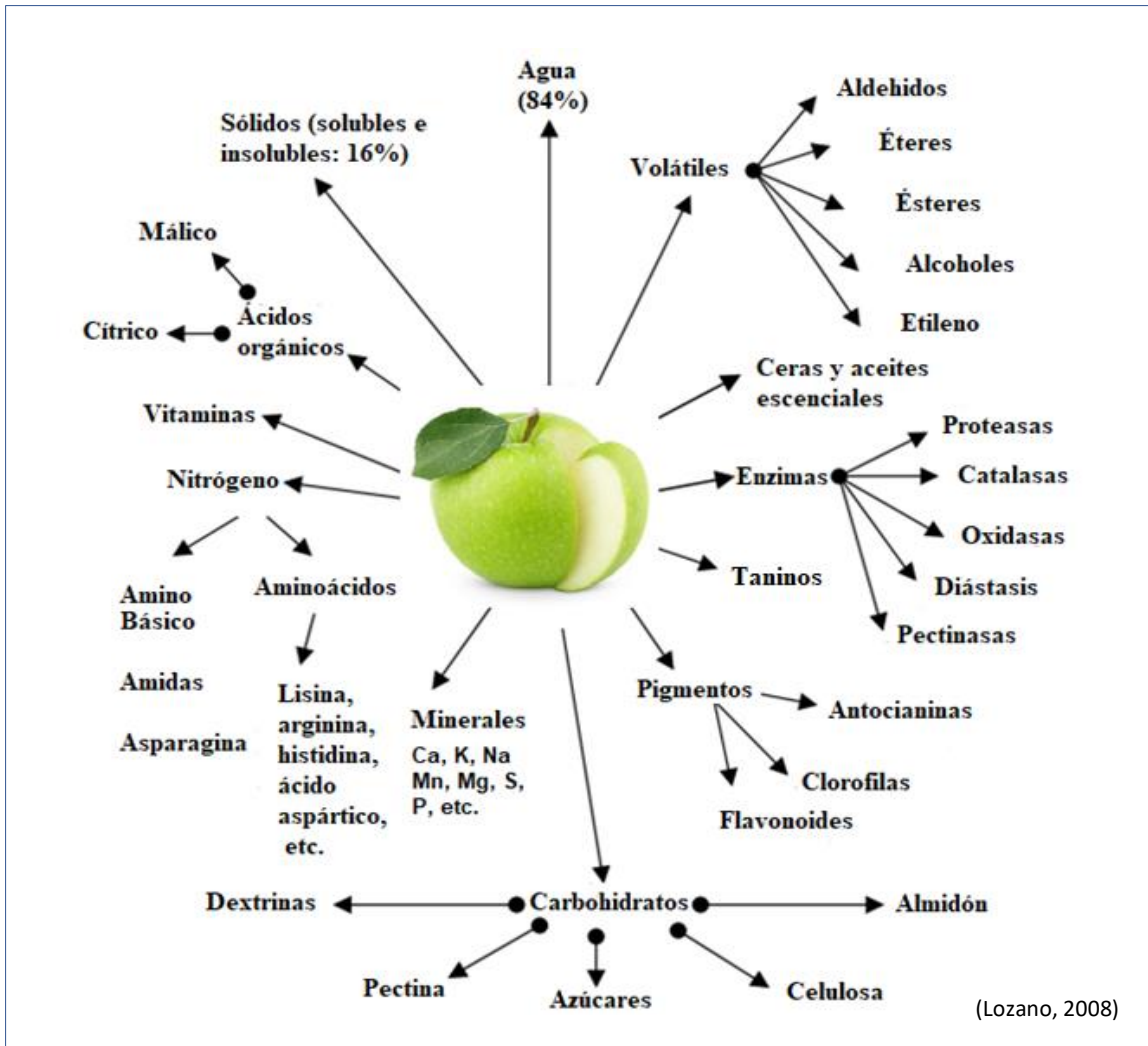 Agua
(84%)
Sólidos (solubles e
insolubles: 16%)
Volátiles
Aldehidos
Éteres
Ésteres
Alcoholes
Etileno
Málico
Cítrico
Ácidos
orgánicos
Ceras y aceites
escenciales
Vitaminas
Nitrógeno
Enzimas
Proteasas
Catalasas
Oxidasas
Diástasis
Pectinasas
Taninos
Amino
Básico
Amidas
Asparagina
Aminoácidos
Lisina,
arginina,
histidina,
ácido
aspártico,
etc.
Minerales
Ca, K, Na
Mn, Mg, S,
P, etc.
Pigmentos
Antocianinas
Clorofilas
Flavonoides
Carbohidratos
Dextrinas
Almidón
Pectina
Azúcares
Celulosa
(Lozano, 2008)